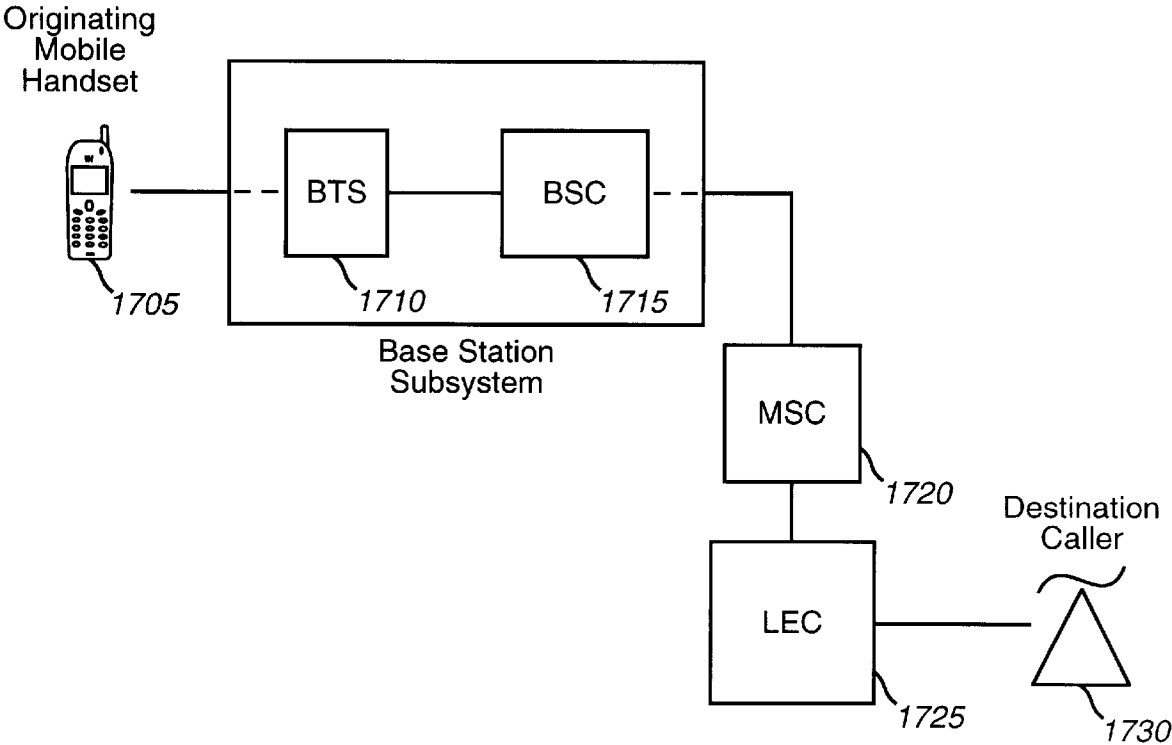 Originating
Mobile
Handset
1705
BTS
1710
BSC
1715
Base Station
Subsystem
MSC
1720
LEC
1725
Destination
Caller
1730